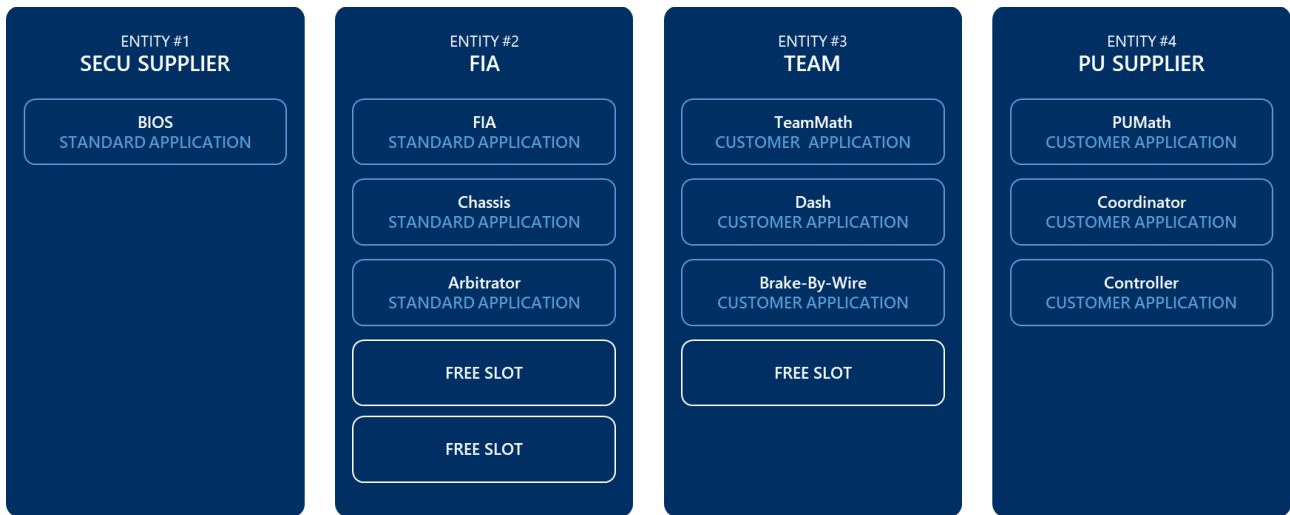 ENTITY #1
SECU SUPPLIER
BIOS
STANDARD APPLICATION
ENTITY #2
FIA
FIA
STANDARD APPLICATION
Chassis
STANDARD APPLICATION
Arbitrator
STANDARD APPLICATION
FREE SLOT
FREE SLOT
ENTITY #3
TEAM
TeamMath
CUSTOMER APPLICATION
Dash
CUSTOMER APPLICATION
Brake-By-Wire
CUSTOMER APPLICATION
FREE SLOT
ENTITY #4
PU SUPPLIER
PUMath
CUSTOMER APPLICATION
Coordinator
CUSTOMER APPLICATION
Controller
CUSTOMER APPLICATION